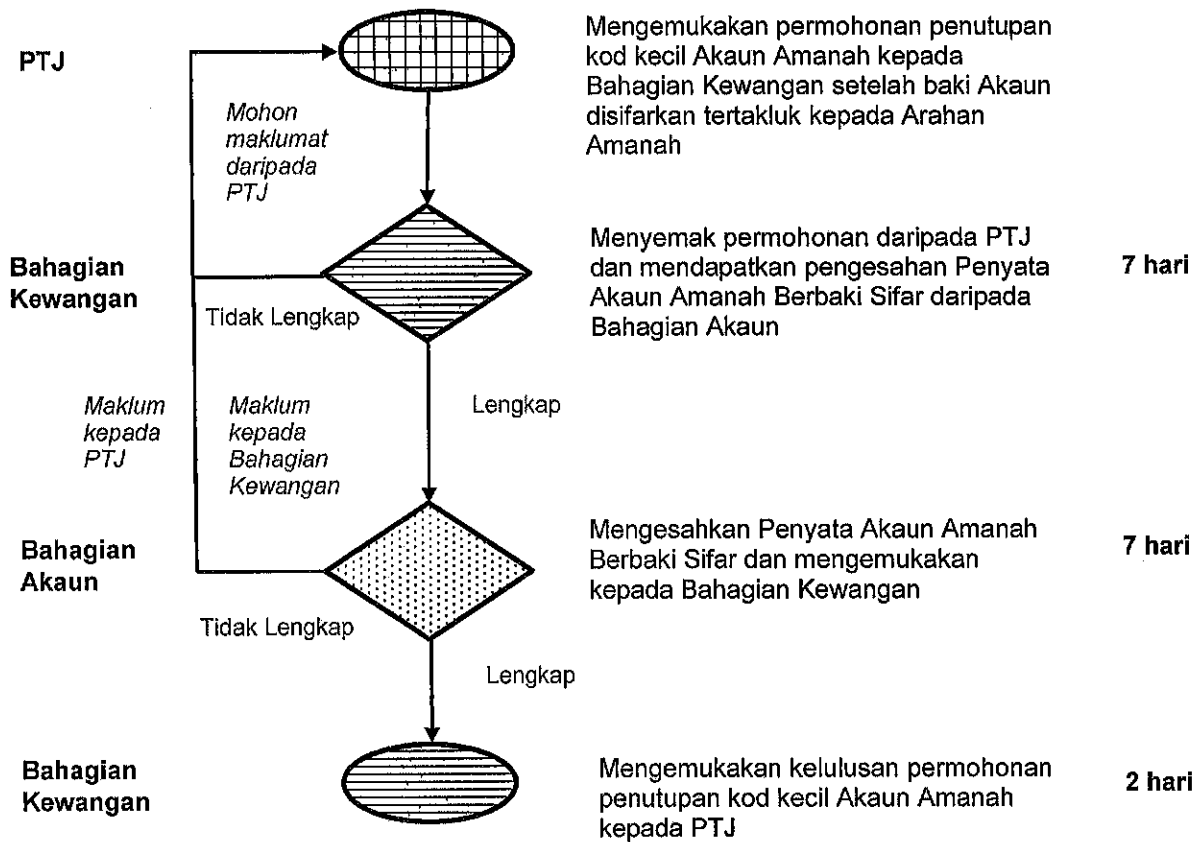 PTJ
Mengemukakan permohonan penutupan
kod kecil Akaun Amanah kepada
Bahagian Kewangan setelah baki Akaun
disifarkan tertakluk kepada Arahan
Amanah
Mohon
maklumat
daripada
PTJ
Bahagian
Kewangan
Tidak Lengkap
Menyemak permohonan daripada PTJ
dan mendapatkan pengesahan Penyata
Akaun Amanah Berbaki Sifar daripada
Bahagian Akaun
7 hari
Maklum
kepada
PTJ
Maklum
kepada
Bahagian
Kewangan
Lengkap
Bahagian
Akaun
Tidak Lengkap
Mengesahkan Penyata Akaun Amanah
Berbaki Sifar dan mengemukakan
kepada Bahagian Kewangan
7 hari
Lengkap
Bahagian
Kewangan
Mengemukakan kelulusan permohonan
penutupan kod kecil Akaun Amanah
kepada PTJ
2 hari